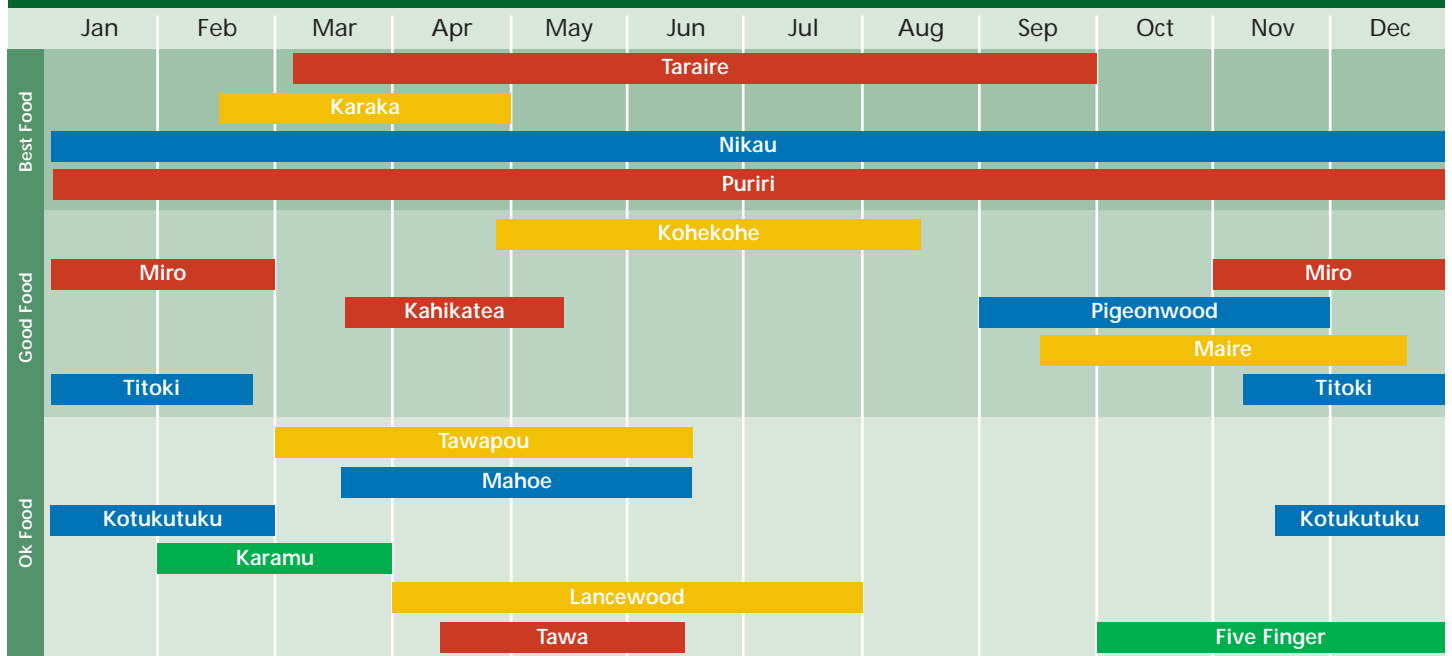 Jan Feb Mar Apr May Jun Jul Aug Sep Oct Nov Dec
Best Food
Taraire
Karaka
Nikau
Puriri
Good Food
Kohekohe
Miro Miro
Kahikatea Pigeonwood
Maire
Titoki Titoki
Ok Food
Tawapou
Mahoe
Kotukutuku Kotukutuku
Karamu
Lancewood
Tawa Five Finger